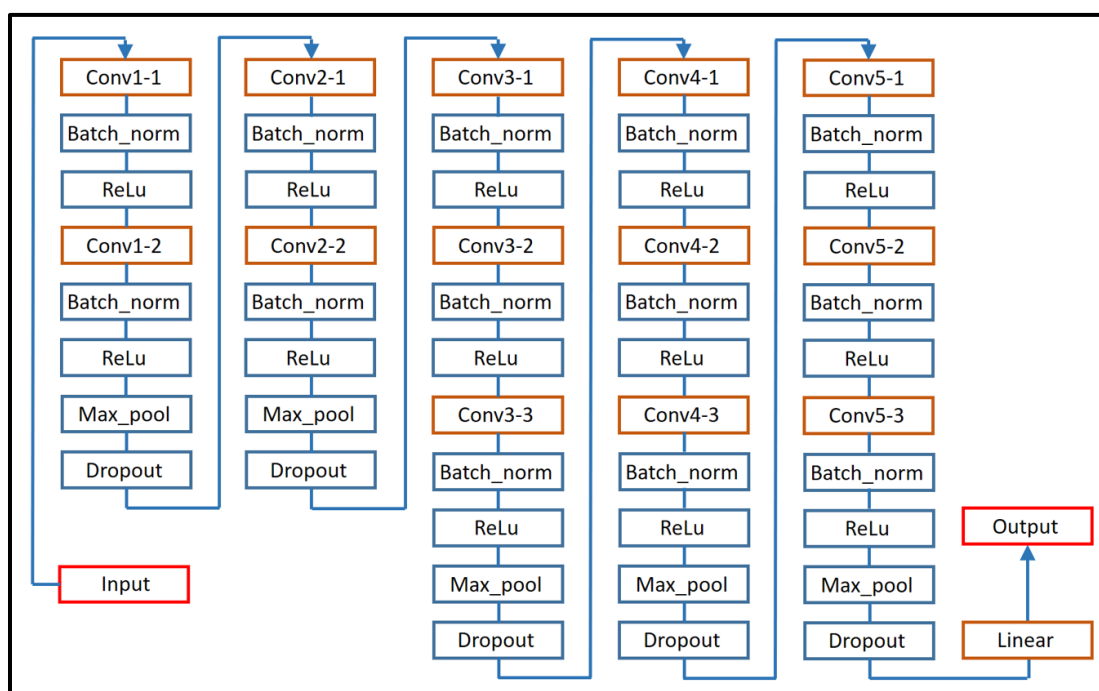 Conv1-1
Batch_norm
ReLu
Conv1-2
Batch_norm
ReLu
Max_pool
Dropout
Input
Conv2-1
Batch_norm
ReLu
Conv2-2
Batch_norm
ReLu
Max_pool
Dropout
Conv3-1
Batch_norm
ReLu
Conv3-2
Batch_norm
ReLu
Conv3-3
Batch_norm
ReLu
Max_pool
Dropout
Conv4-1
Batch_norm
ReLu
Conv4-2
Batch_norm
ReLu
Conv4-3
Batch_norm
ReLu
Max_pool
Dropout
Conv5-1
Batch_norm
ReLu
Conv5-2
Batch_norm
ReLu
Conv5-3
Batch_norm
ReLu
Max_pool
Dropout
Output
Linear